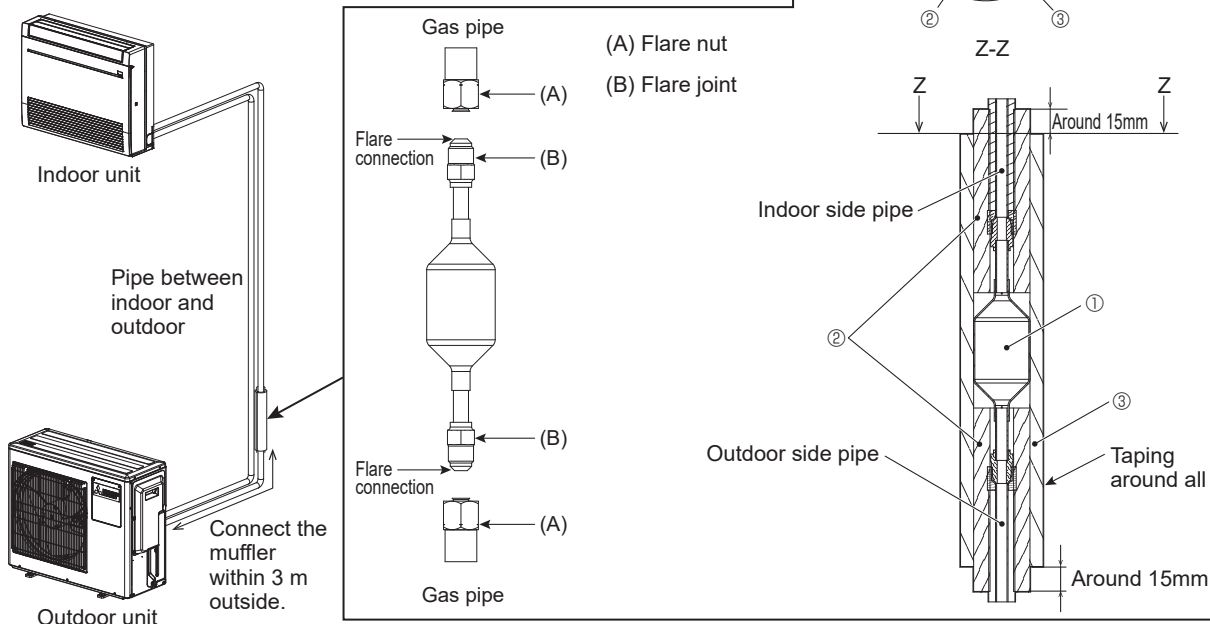 Indoor unit
Pipe between
indoor and
outdoor
Connect the
muffler
within 3 m
outside.
Outdoor unit
Gas pipe
(A) Flare nut
(B) Flare joint
(A)
Flare
connection
(B)
(B)
Flare
connection
(A)
Gas pipe
② ③
Z-Z
Z Z
Around 15mm
Indoor side pipe
①
②
③
Outdoor side pipe
Taping
around all
Around 15mm